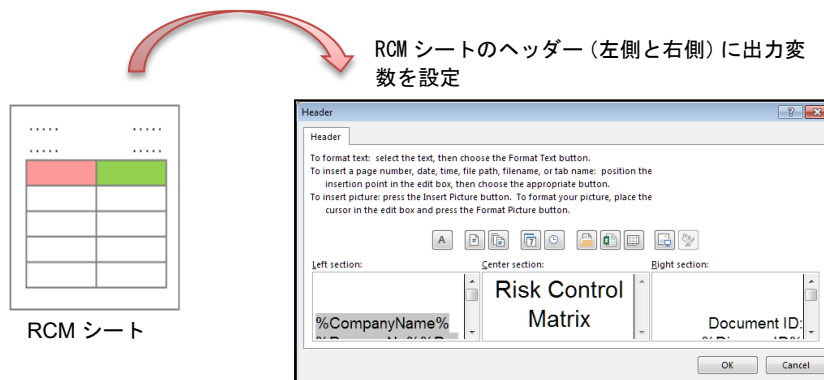 RCM シートのヘッダー（左側と右側）に出力変
数を設定
.....  .....
.....  .....
RCM シート
Header
Header
To format text: select the text, then choose the Format Text button.
To insert a page number, date, time, file path, filename, or tab name: position the
insertion point in the edit box, then choose the appropriate button.
To insert picture: press the Insert Picture button. To format your picture, place the
cursor in the edit box and press the Format Picture button.
A
Left section:
Center section:
Right section:
%CompanyName%
Risk Control
Matrix
Document ID:
OK
Cancel